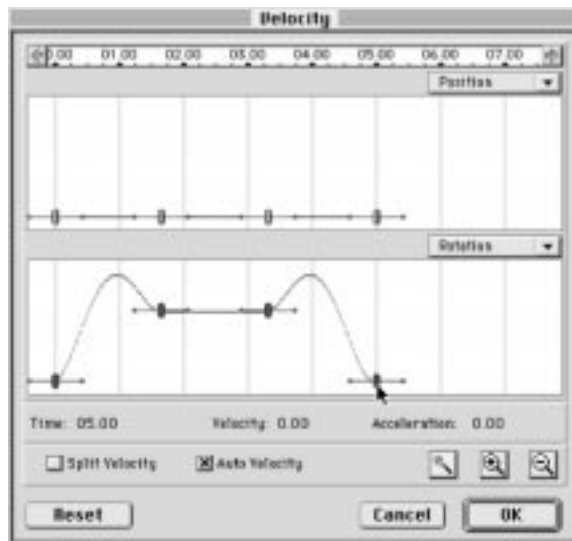 Velocity
0.00 01.00 02.00 03.00 04.00 05.00 06.00 07.00
Position
Rotation
Time: 05.00 Velocity: 0.00 Acceleration: 0.00
Split Velocity Auto Velocity
Reset Cancel OK